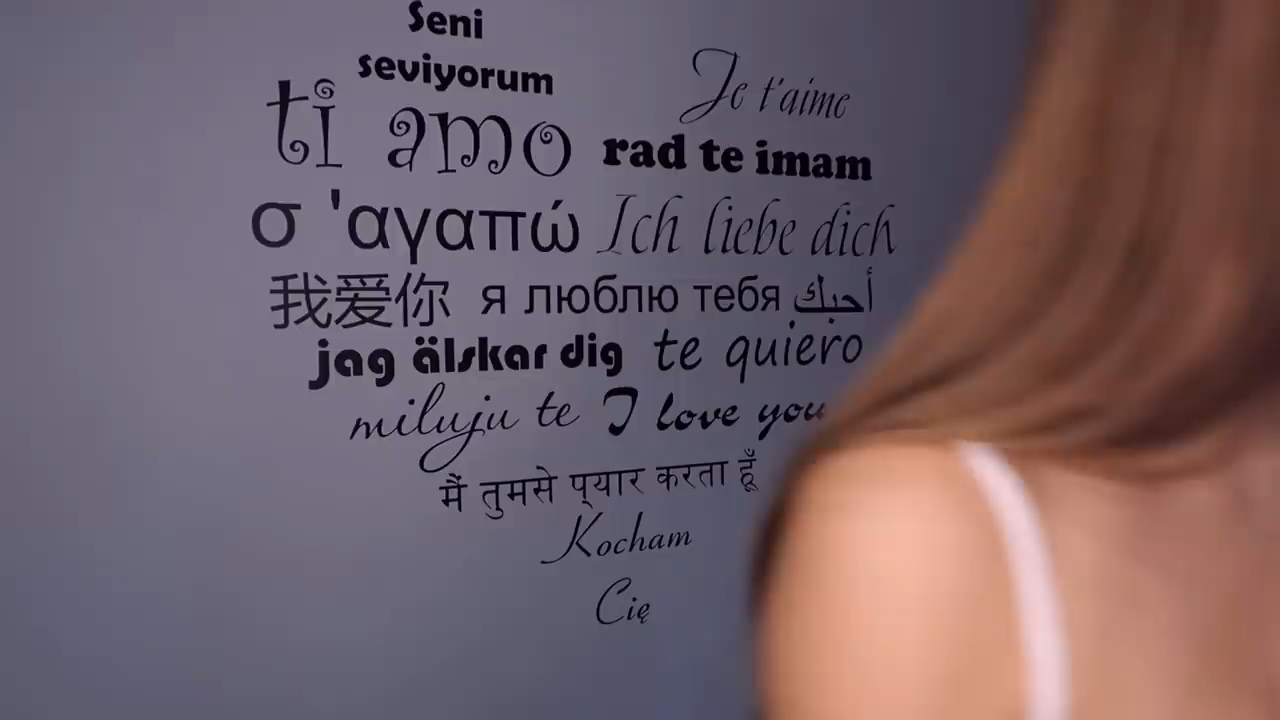 Seni
seviyorum
Je t'aime
ti amo
rad te imam
σ 'αγαπώ Ich liebe dich
我爱你 я люблю тебя أحبك
jag älskar dig te quiero
miluju te I love you
मैं तुमसे प्यार करता हूँ
Kocham
Cię